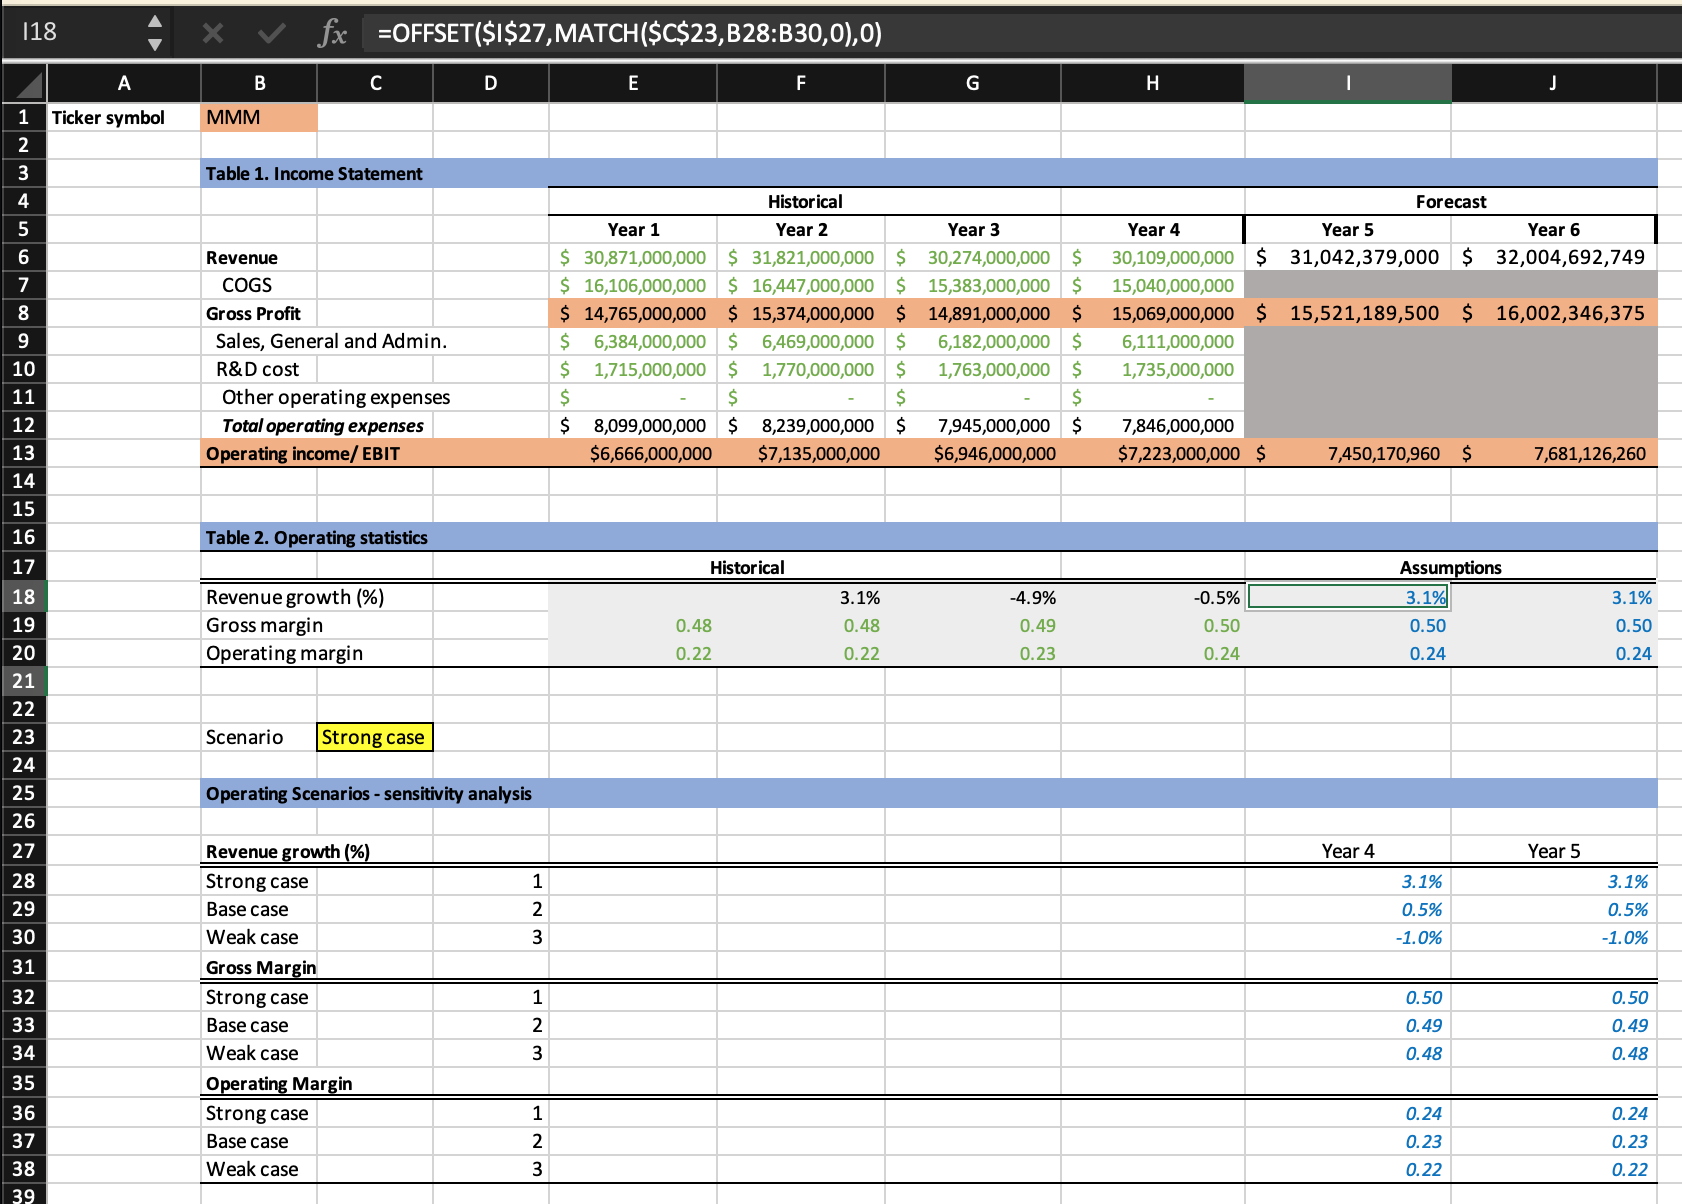 I18 fx =OFFSET($I$27,MATCH($C$23,B28:B30,0),0)
A B C D E F G H I J
1 Ticker symbol MMM
2
3 Table 1. Income Statement
4 Historical Forecast
5 Year 1 Year 2 Year 3 Year 4 Year 5 Year 6
6 Revenue $ 30,871,000,000 $ 31,821,000,000 $ 30,274,000,000 $ 30,109,000,000 $ 31,042,379,000 $ 32,004,692,749
7 COGS $ 16,106,000,000 $ 16,447,000,000 $ 15,383,000,000 $ 15,040,000,000
8 Gross Profit $ 14,765,000,000 $ 15,374,000,000 $ 14,891,000,000 $ 15,069,000,000 $ 15,521,189,500 $ 16,002,346,375
9 Sales, General and Admin. $ 6,384,000,000 $ 6,469,000,000 $ 6,182,000,000 $ 6,111,000,000
10 R&D cost $ 1,715,000,000 $ 1,770,000,000 $ 1,763,000,000 $ 1,735,000,000
11 Other operating expenses $ - $ - $ - $ -
12 Total operating expenses $ 8,099,000,000 $ 8,239,000,000 $ 7,945,000,000 $ 7,846,000,000
13 Operating income/ EBIT $6,666,000,000 $7,135,000,000 $6,946,000,000 $7,223,000,000 $ 7,450,170,960 $ 7,681,126,260
14
15
16 Table 2. Operating statistics
17 Historical Assumptions
18 Revenue growth (%) 3.1% -4.9% -0.5% 3.1% 3.1%
19 Gross margin 0.48 0.48 0.49 0.50 0.50 0.50
20 Operating margin 0.22 0.22 0.23 0.24 0.24 0.24
21
22
23 Scenario Strong case
24
25 Operating Scenarios - sensitivity analysis
26
27 Revenue growth (%) Year 4 Year 5
28 Strong case 1 3.1% 3.1%
29 Base case 2 0.5% 0.5%
30 Weak case 3 -1.0% -1.0%
31 Gross Margin
32 Strong case 1 0.50 0.50
33 Base case 2 0.49 0.49
34 Weak case 3 0.48 0.48
35 Operating Margin
36 Strong case 1 0.24 0.24
37 Base case 2 0.23 0.23
38 Weak case 3 0.22 0.22
39